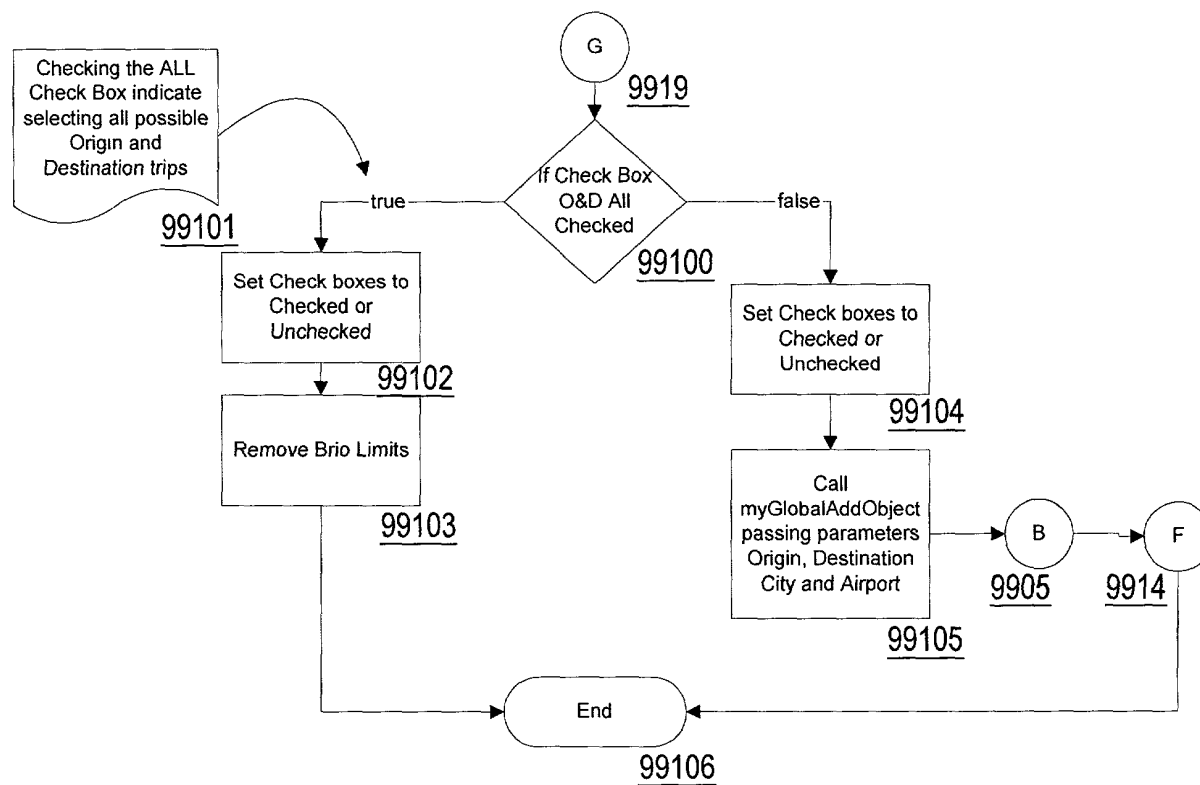 G
9919
Checking the ALL
Check Box indicate
selecting all possible
Origin and
Destination trips
99101
If Check Box
O&D All
Checked
true
false
99100
Set Check boxes to
Checked or
Unchecked
99102
Set Check boxes to
Checked or
Unchecked
99104
Remove Brio Limits
99103
Call
myGlobalAddObject
passing parameters
Origin, Destination
City and Airport
99105
B
9905
F
9914
End
99106